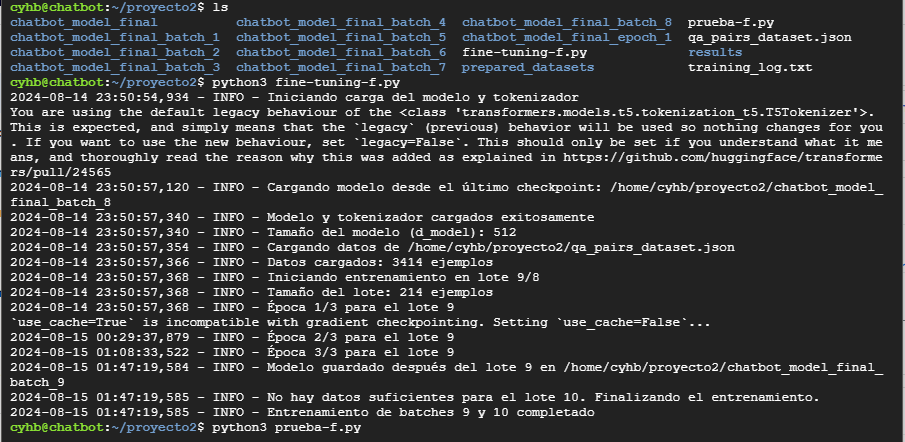 cyhb@chatbot:~/proyecto2$ ls
chatbot_model_final chatbot_model_final_batch_4 chatbot_model_final_batch_8 prueba-f.py
chatbot_model_final_batch_1 chatbot_model_final_batch_5 chatbot_model_final_epoch_1 qa_pairs_dataset.json
chatbot_model_final_batch_2 chatbot_model_final_batch_6 fine-tuning-f.py results
chatbot_model_final_batch_3 chatbot_model_final_batch_7 prepared_datasets training_log.txt
cyhb@chatbot:~/proyecto2$ python3 fine-tuning-f.py
2024-08-14 23:50:54,934 - INFO - Iniciando carga del modelo y tokenizador
You are using the default legacy behaviour of the <class 'transformers.models.t5.tokenization_t5.T5Tokenizer'>.
This is expected, and simply means that the `legacy` (previous) behavior will be used so nothing changes for you
. If you want to use the new behaviour, set `legacy=False`. This should only be set if you understand what it me
ans, and thoroughly read the reason why this was added as explained in https://github.com/huggingface/transforme
rs/pull/24565
2024-08-14 23:50:57,120 - INFO - Cargando modelo desde el último checkpoint: /home/cyhb/proyecto2/chatbot_model_
final_batch_8
2024-08-14 23:50:57,340 - INFO - Modelo y tokenizador cargados exitosamente
2024-08-14 23:50:57,340 - INFO - Tamaño del modelo (d_model): 512
2024-08-14 23:50:57,354 - INFO - Cargando datos de /home/cyhb/proyecto2/qa_pairs_dataset.json
2024-08-14 23:50:57,366 - INFO - Datos cargados: 3414 ejemplos
2024-08-14 23:50:57,368 - INFO - Iniciando entrenamiento en lote 9/8
2024-08-14 23:50:57,368 - INFO - Tamaño del lote: 214 ejemplos
2024-08-14 23:50:57,368 - INFO - Época 1/3 para el lote 9
`use_cache=True` is incompatible with gradient checkpointing. Setting `use_cache=False`...
2024-08-15 00:29:37,879 - INFO - Época 2/3 para el lote 9
2024-08-15 01:08:33,522 - INFO - Época 3/3 para el lote 9
2024-08-15 01:47:19,584 - INFO - Modelo guardado después del lote 9 en /home/cyhb/proyecto2/chatbot_model_final_
batch_9
2024-08-15 01:47:19,585 - INFO - No hay datos suficientes para el lote 10. Finalizando el entrenamiento.
2024-08-15 01:47:19,585 - INFO - Entrenamiento de batches 9 y 10 completado
cyhb@chatbot:~/proyecto2$ python3 prueba-f.py